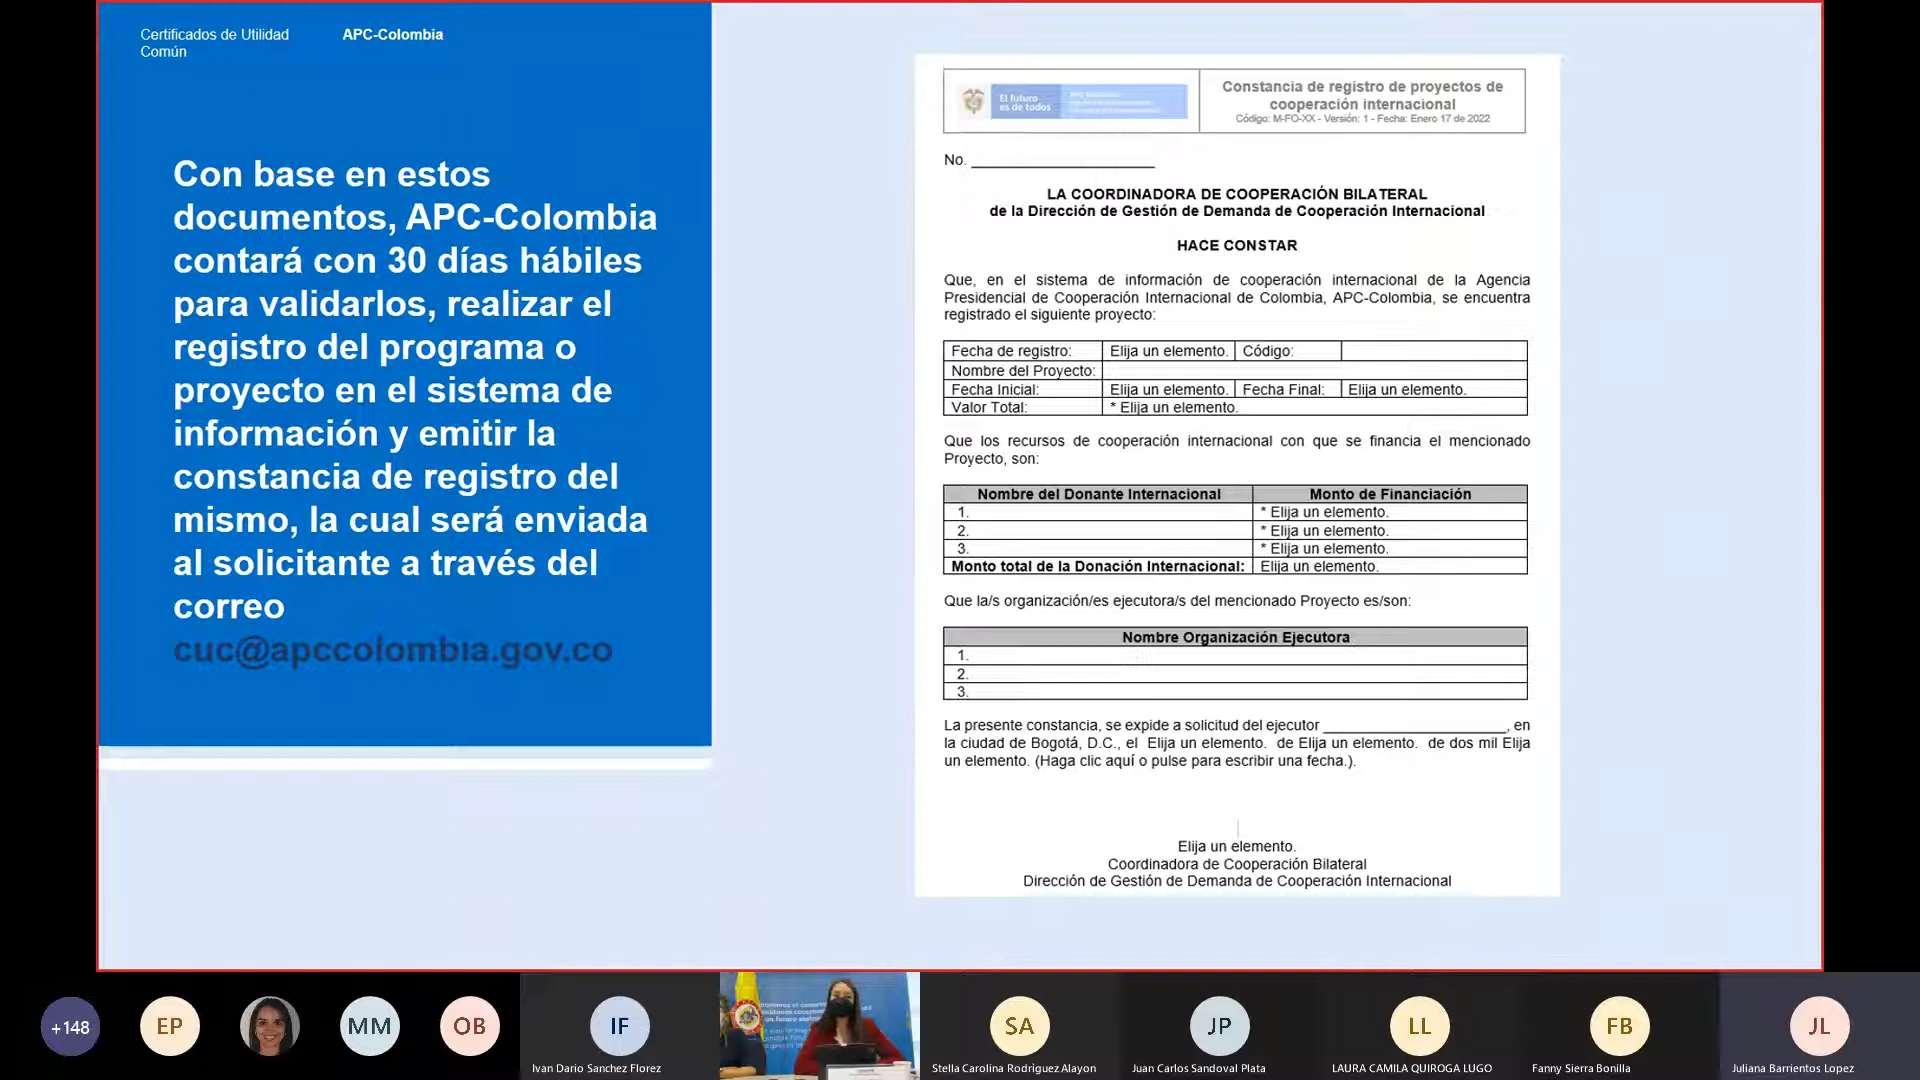 Certificados de Utilidad
Común
APC-Colombia
Con base en estos
documentos, APC-Colombia
contará con 30 días hábiles
para validarlos, realizar el
registro del programa o
proyecto en el sistema de
información y emitir la
constancia de registro del
mismo, la cual será enviada
al solicitante a través del
correo
cuc@apccolombia.gov.co
El futuro
es de todos
Constancia de registro de proyectos de
cooperación internacional
Código: M-FO-XX - Versión: 1 - Fecha: Enero 17 de 2022
No. ______________________
LA COORDINADORA DE COOPERACIÓN BILATERAL
de la Dirección de Gestión de Demanda de Cooperación Internacional
HACE CONSTAR
Que, en el sistema de información de cooperación internacional de la Agencia
Presidencial de Cooperación Internacional de Colombia, APC-Colombia, se encuentra
registrado el siguiente proyecto:
Fecha de registro: Elija un elemento. Código:
Nombre del Proyecto:
Fecha Inicial: Elija un elemento. Fecha Final: Elija un elemento.
Valor Total: * Elija un elemento.
Que los recursos de cooperación internacional con que se financia el mencionado
Proyecto, son:
Nombre del Donante Internacional Monto de Financiación
1. * Elija un elemento.
2. * Elija un elemento.
3. * Elija un elemento.
Monto total de la Donación Internacional: Elija un elemento.
Que la/s organización/es ejecutora/s del mencionado Proyecto es/son:
Nombre Organización Ejecutora
1.
2.
3.
La presente constancia, se expide a solicitud del ejecutor ______________________, en
la ciudad de Bogotá, D.C., el Elija un elemento. de Elija un elemento. de dos mil Elija
un elemento. (Haga clic aquí o pulse para escribir una fecha.).
Elija un elemento.
Coordinadora de Cooperación Bilateral
Dirección de Gestión de Demanda de Cooperación Internacional
+148
EP
MM
OB
IF
Ivan Dario Sanchez Florez
SA
Stella Carolina Rodriguez Alayon
JP
Juan Carlos Sandoval Plata
LL
LAURA CAMILA QUIROGA LUGO
FB
Fanny Sierra Bonilla
JL
Juliana Barrientos Lopez